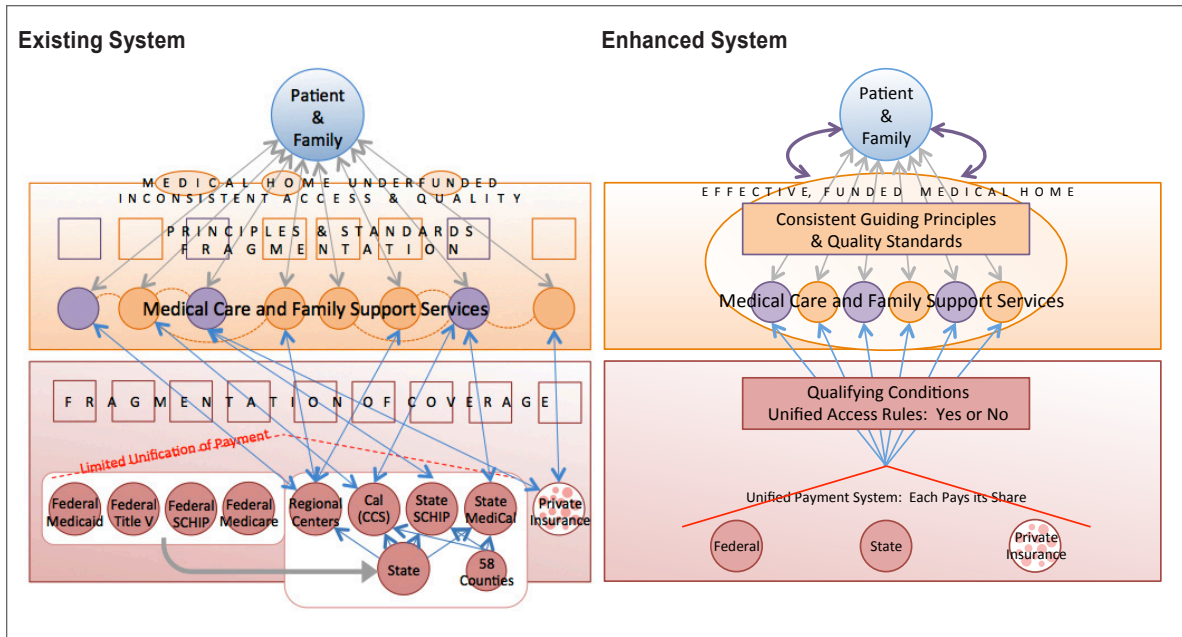 Existing System
Patient
&
Family
MEDICAL HOME UNDERFUNDED
INCONSISTENT ACCESS & QUALITY
PRINCIPLES & STANDARDS
FRAGMENTATION
Medical Care and Family Support Services
FRAGMENTATION OF COVERAGE
Limited Unification of Payment
Federal
Medicaid
Federal
Title V
Federal
SCHIP
Federal
Medicare
Regional
Centers
Cal
(CCS)
State
SCHIP
State
MediCal
Private
Insurance
State
58
Counties
Enhanced System
Patient
&
Family
EFFECTIVE, FUNDED MEDICAL HOME
Consistent Guiding Principles
& Quality Standards
Medical Care and Family Support Services
Qualifying Conditions
Unified Access Rules: Yes or No
Unified Payment System: Each Pays its Share
Federal
State
Private
Insurance